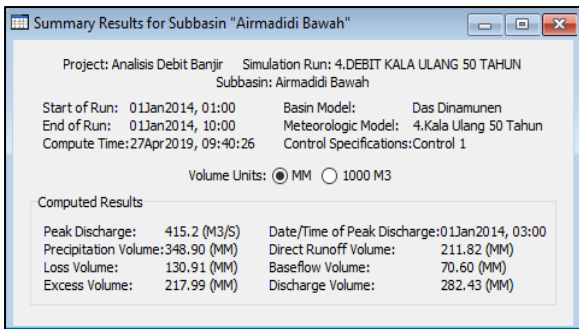 Summary Results for Subbasin "Airmadidi Bawah"
Project: Analisis Debit Banjir Simulation Run: 4.DEBIT KALA ULANG 50 TAHUN
Subbasin: Airmadidi Bawah
Start of Run: 01Jan2014, 01:00 Basin Model: Das Dinamunen
End of Run: 01Jan2014, 10:00 Meteorologic Model: 4.Kala Ulang 50 Tahun
Compute Time:27Apr2019, 09:40:26 Control Specifications:Control 1
Volume Units: MM 1000 M3
Computed Results
Peak Discharge: 415.2 (M3/S) Date/Time of Peak Discharge:01Jan2014, 03:00
Precipitation Volume:348.90 (MM) Direct Runoff Volume: 211.82 (MM)
Loss Volume: 130.91 (MM) Baseflow Volume: 70.60 (MM)
Excess Volume: 217.99 (MM) Discharge Volume: 282.43 (MM)